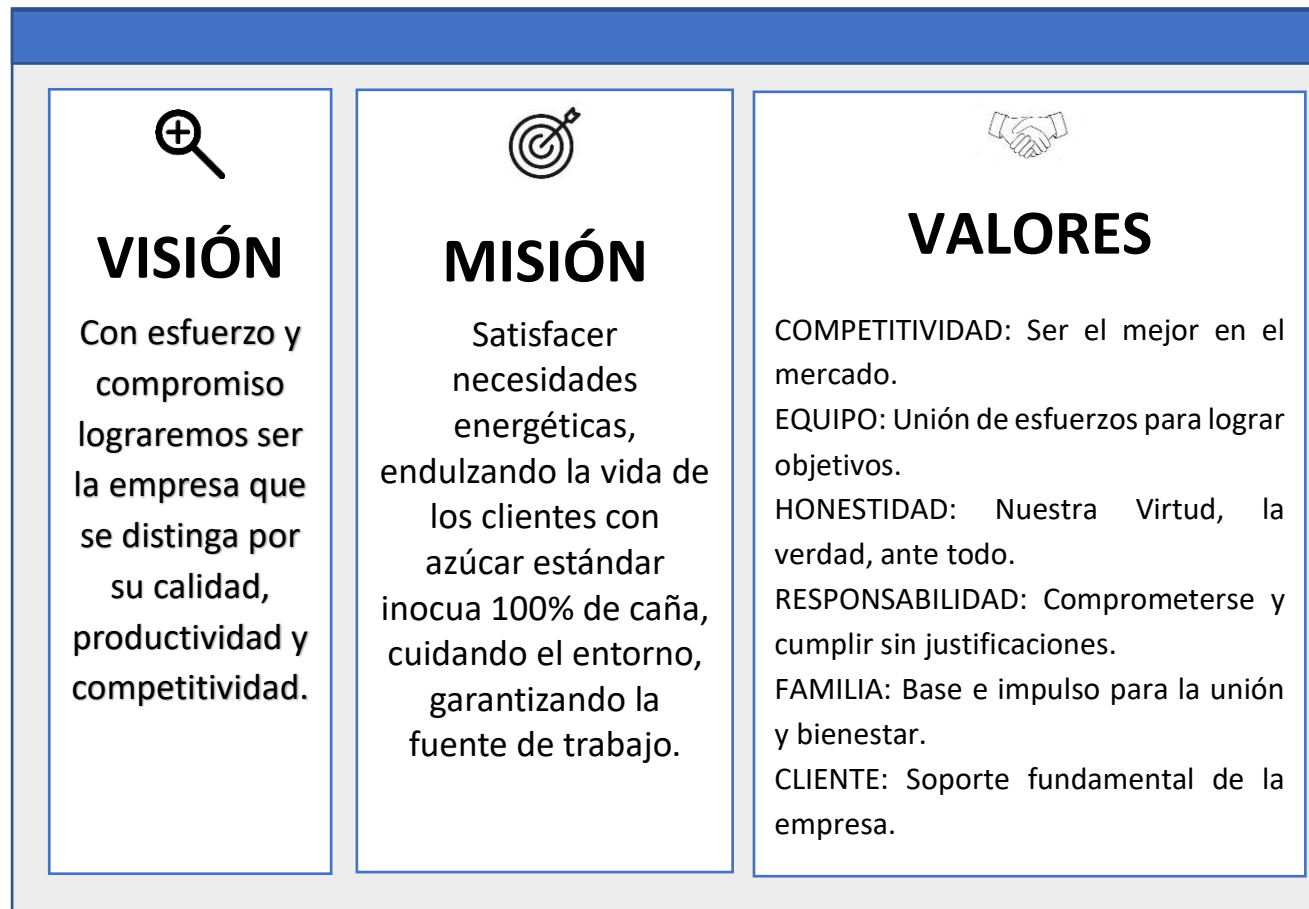 VISIÓN
Con esfuerzo y
compromiso
lograremos ser
la empresa que
se distinga por
su calidad,
productividad y
competitividad.
MISIÓN
Satisfacer
necesidades
energéticas,
endulzando la vida de
los clientes con
azúcar estándar
inocua 100% de caña,
cuidando el entorno,
garantizando la
fuente de trabajo.
VALORES
COMPETITIVIDAD: Ser el mejor en el
mercado.
EQUIPO: Unión de esfuerzos para lograr
objetivos.
HONESTIDAD: Nuestra Virtud, la
verdad, ante todo.
RESPONSABILIDAD: Comprometerse y
cumplir sin justificaciones.
FAMILIA: Base e impulso para la unión
y bienestar.
CLIENTE: Soporte fundamental de la
empresa.